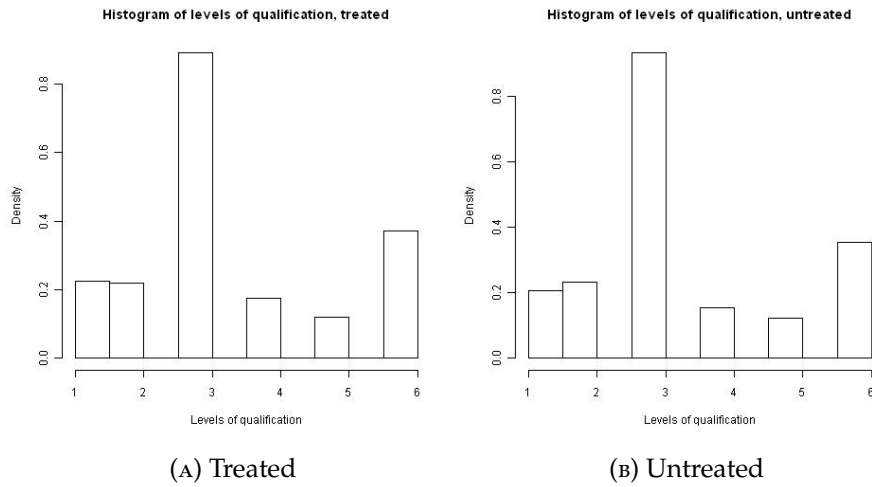 Histogram of levels of qualification, treated
Density
0.0
0.2
0.4
0.6
0.8
1
2
3
4
5
6
Levels of qualification
(A) Treated
Histogram of levels of qualification, untreated
Density
0.0
0.2
0.4
0.6
0.8
1
2
3
4
5
6
Levels of qualification
(B) Untreated